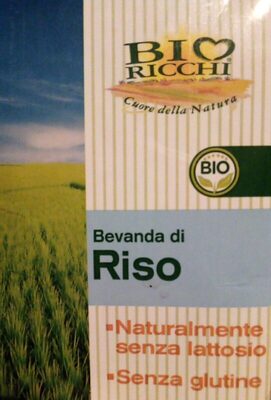 BIO
RICCHI
Cuore della Natura
BIO
Bevanda di
Riso
Naturalmente
senza lattosio
Senza glutine